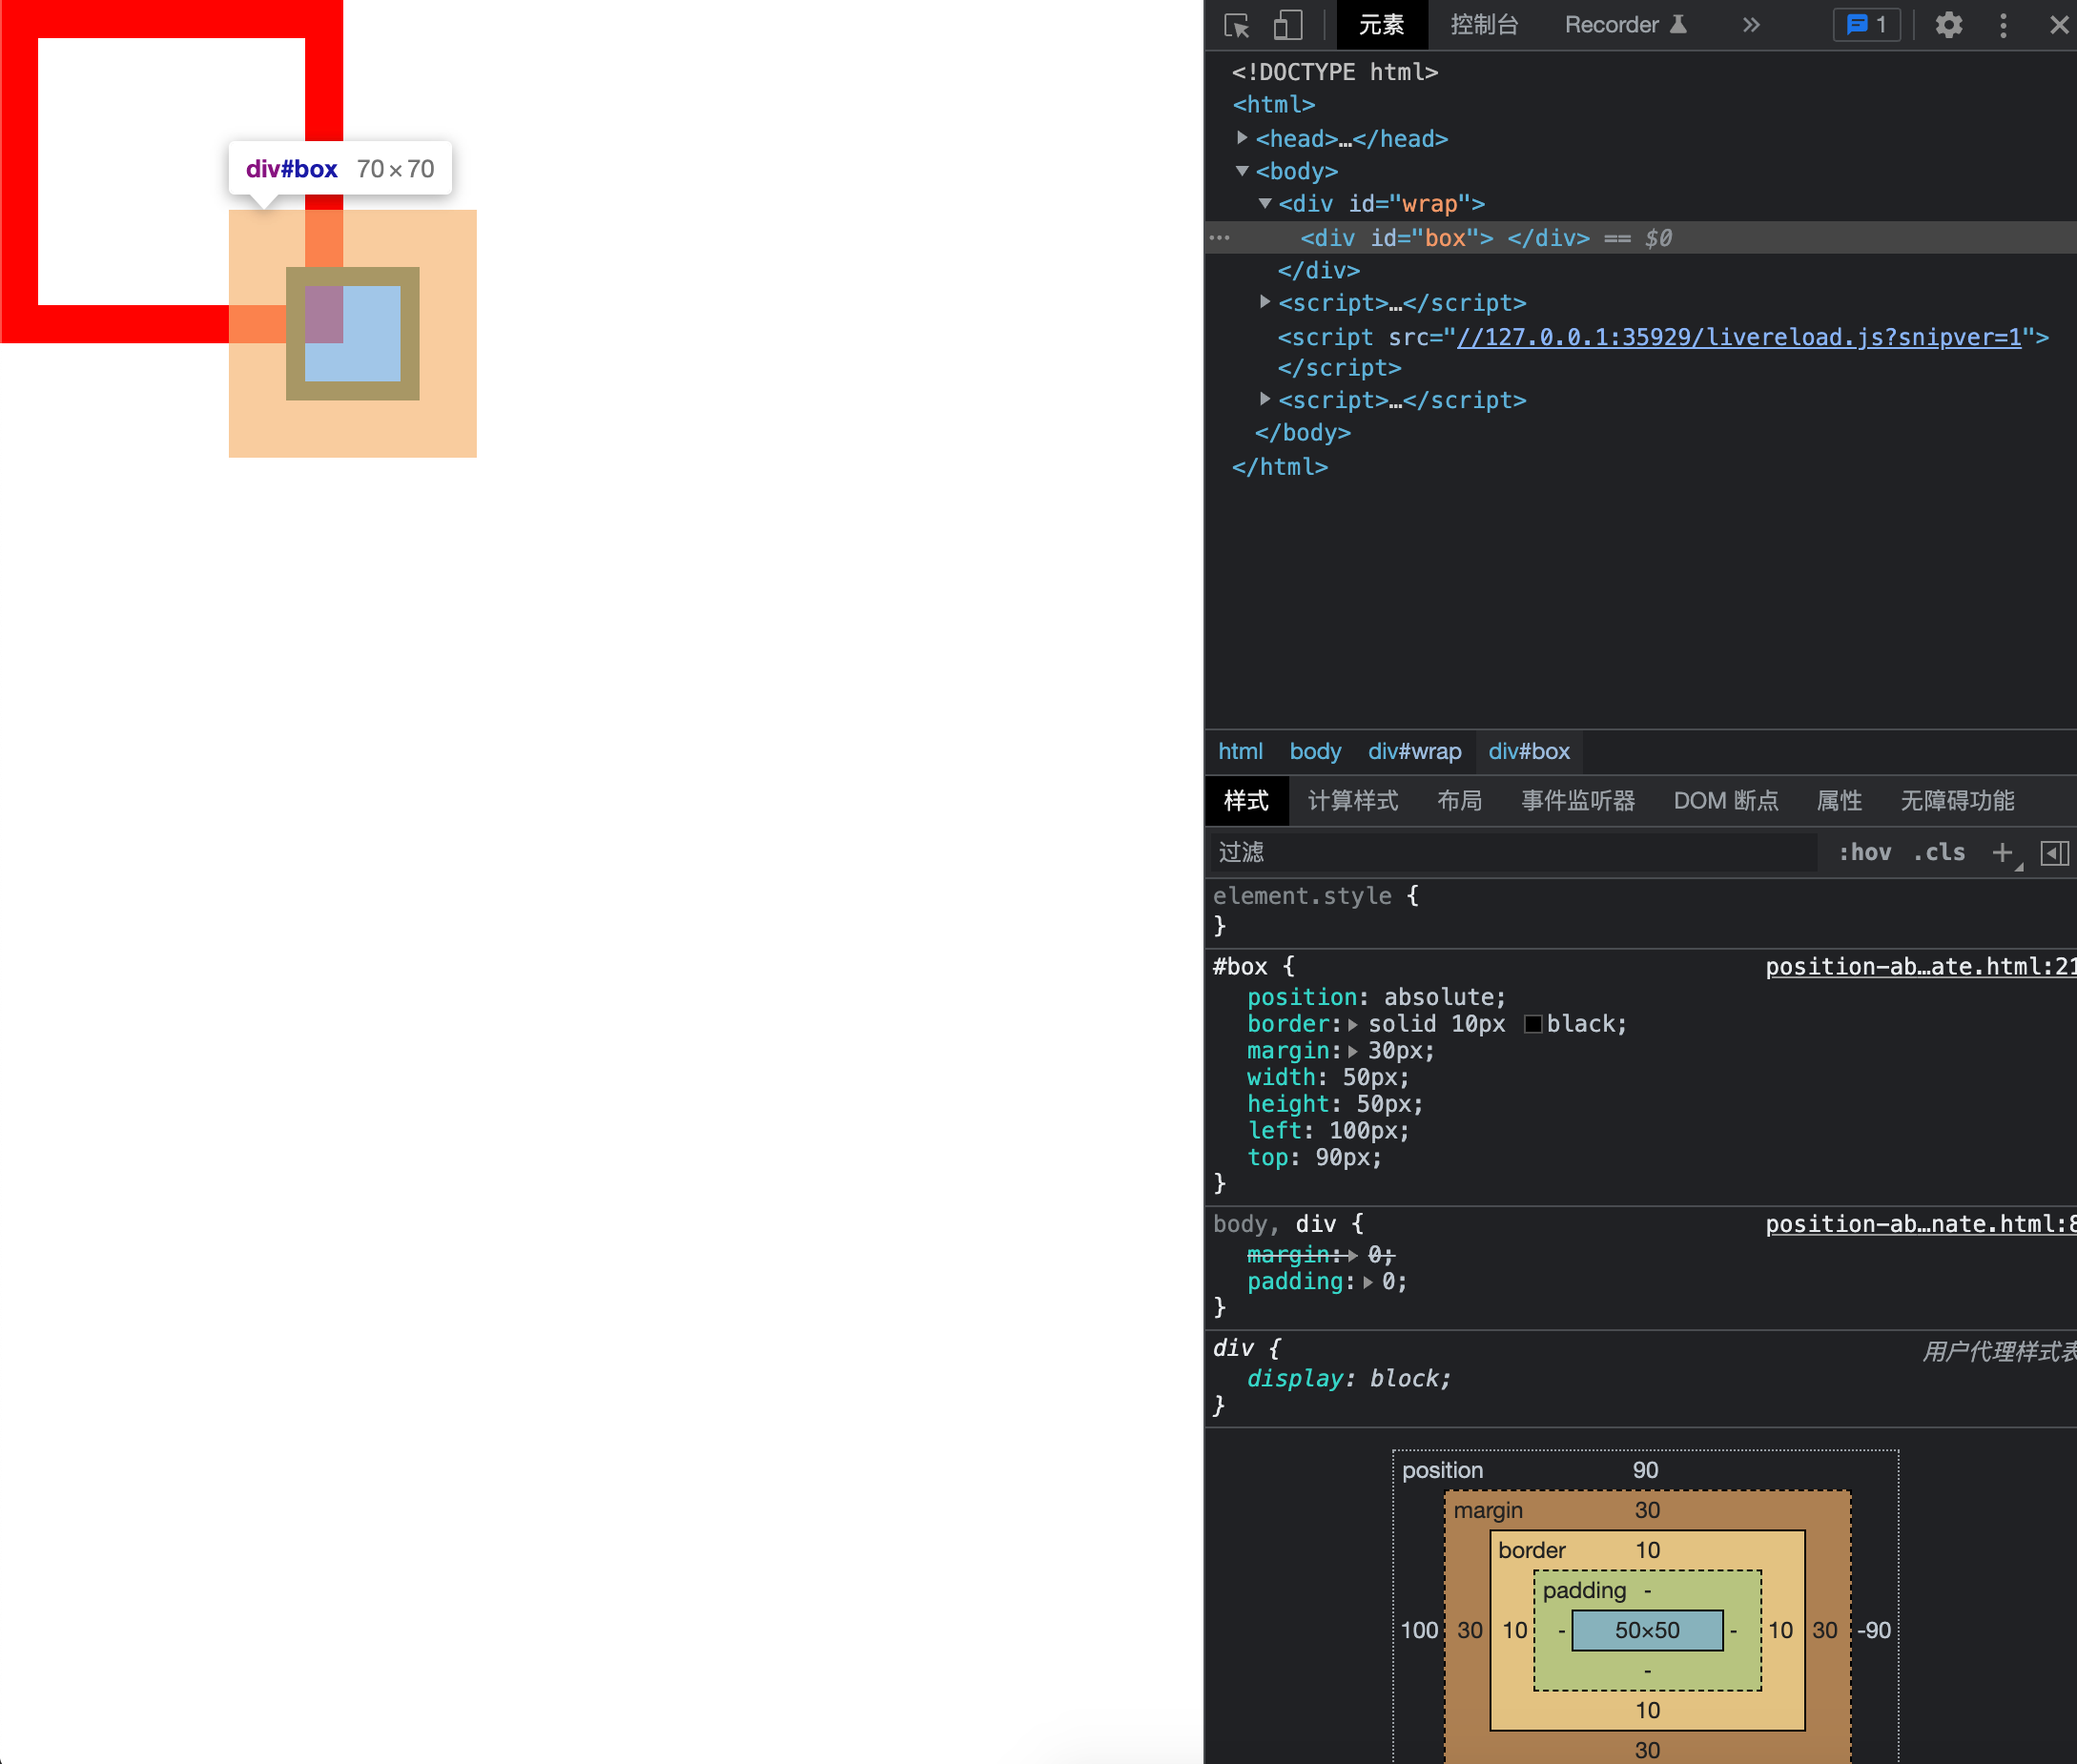 div#box 70×70
元素 控制台 Recorder 1
<!DOCTYPE html>
<html>
<head>…</head>
<body>
<div id="wrap">
<div id="box"> </div> == $0
</div>
<script>…</script>
<script src="//127.0.0.1:35929/livereload.js?snipver=1">
</script>
<script>…</script>
</body>
</html>
html body div#wrap div#box
样式 计算样式 布局 事件监听器 DOM 断点 属性 无障碍功能
过滤 :hov .cls
element.style {
}
#box { position-ab…ate.html:21
position: absolute;
border: solid 10px black;
margin: 30px;
width: 50px;
height: 50px;
left: 100px;
top: 90px;
}
body, div { position-ab…nate.html:8
margin: 0;
padding: 0;
}
div { 用户代理样式表
display: block;
}
position 90
margin 30
border 10
padding -
100 30 10 - 50×50 - 10 30 -90
-
10
30